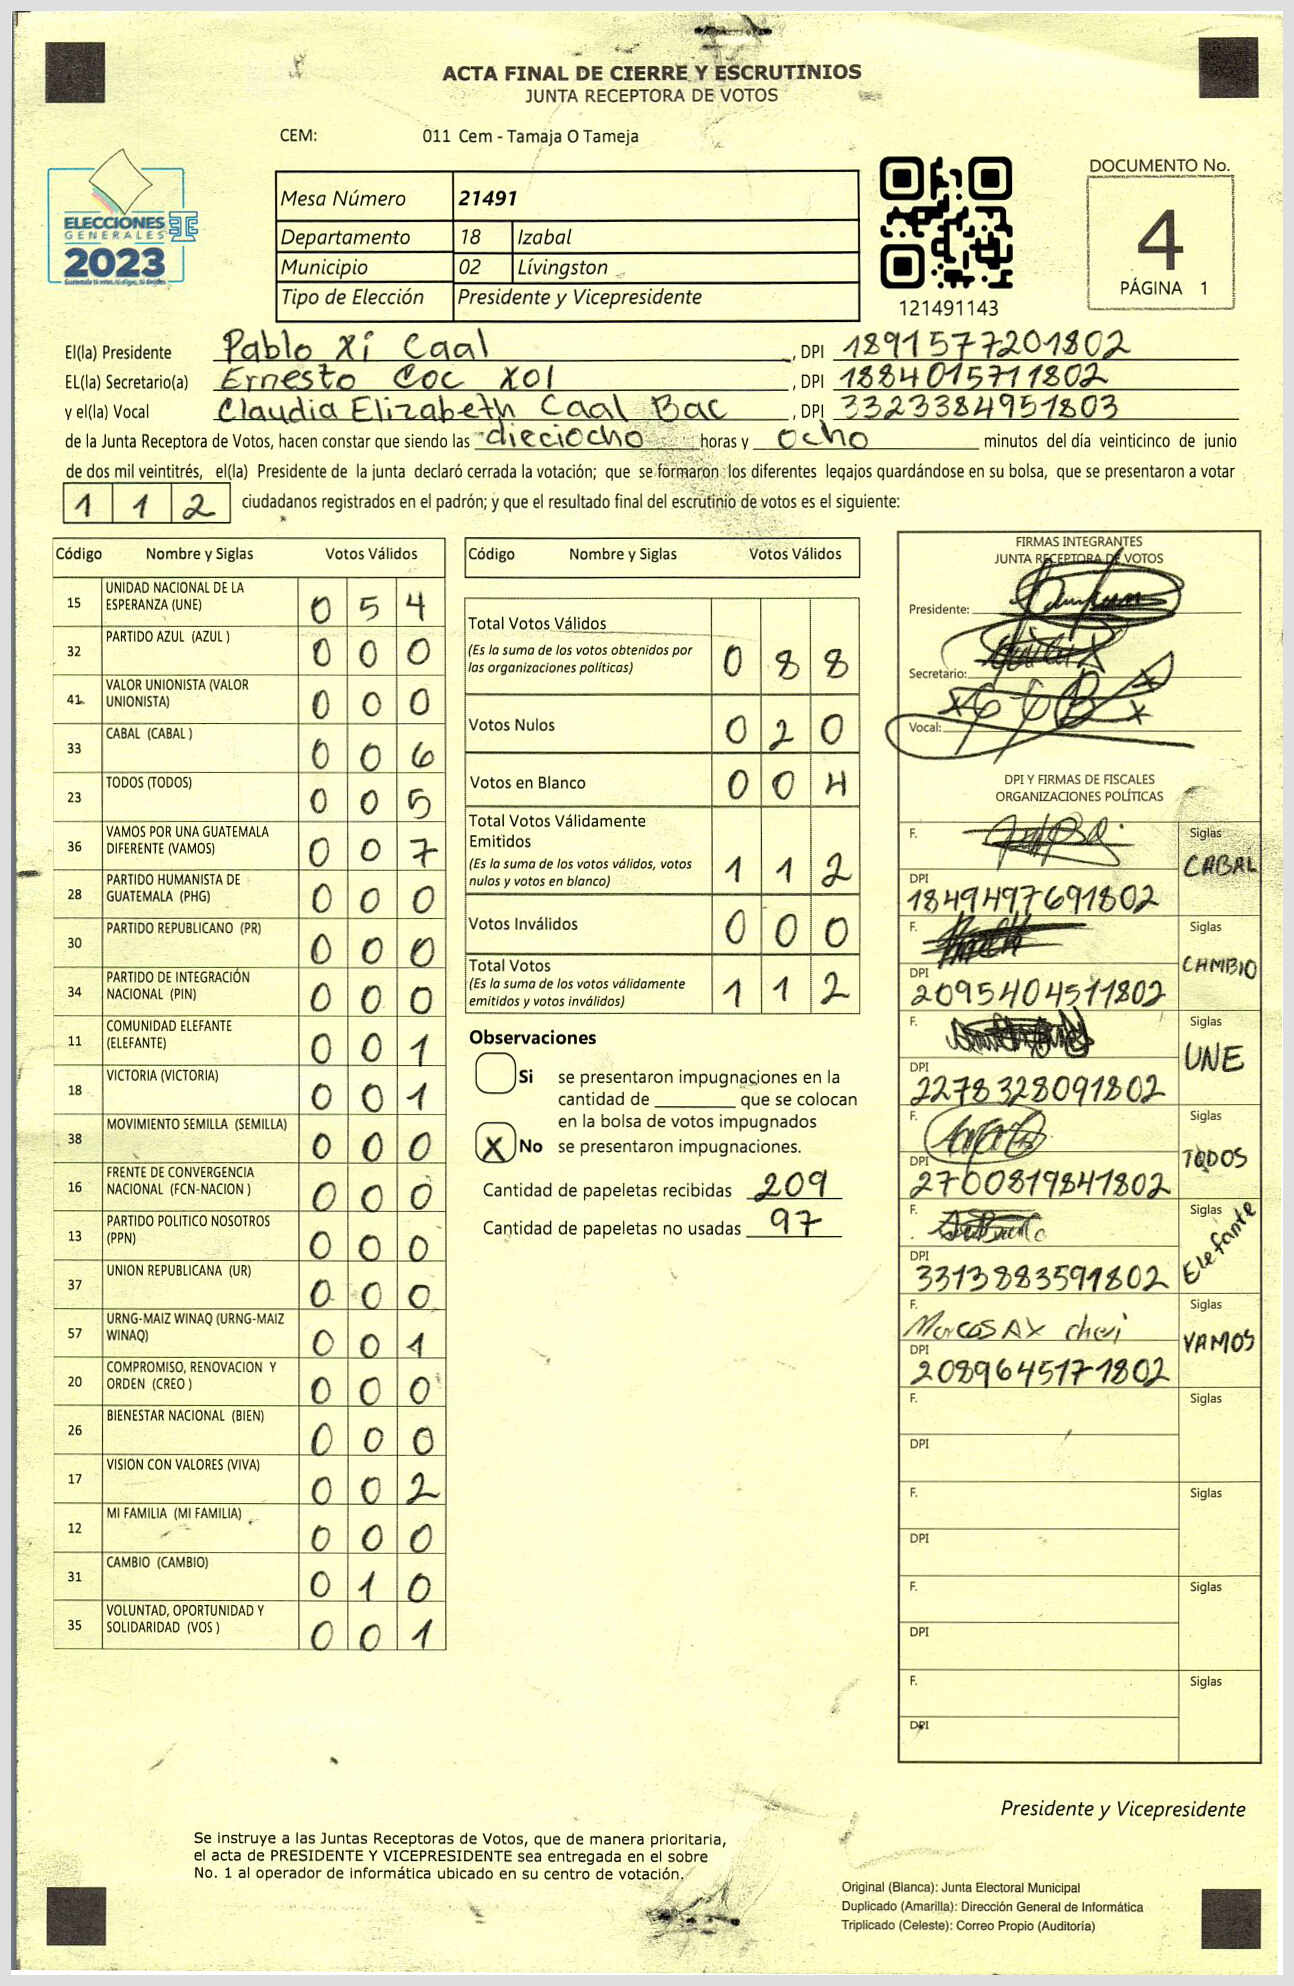 ACTA FINAL DE CIERRE Y ESCRUTINIOS
JUNTA RECEPTORA DE VOTOS
CEM: 011 Cem - Tamaja O Tameja
ELECCIONES
GENERALES
2023
Mesa Número 21491
Departamento 18 Izabal
Municipio 02 Lívingston
Tipo de Elección Presidente y Vicepresidente
121491143
DOCUMENTO No.
4
PÁGINA 1
El(la) Presidente Pablo Xi Caal , DPI 1891577201802
EL(la) Secretario(a) Ernesto Coc Xol , DPI 1884015711802
y el(la) Vocal Claudia Elizabeth Caal Bac , DPI 3323384951803
de la Junta Receptora de Votos, hacen constar que siendo las dieciocho horas y ocho minutos del día veinticinco de junio
de dos mil veintitrés, el(la) Presidente de la junta declaró cerrada la votación; que se formaron los diferentes legajos quardándose en su bolsa, que se presentaron a votar
1 1 2 ciudadanos registrados en el padrón; y que el resultado final del escrutinio de votos es el siguiente:
Código Nombre y Siglas Votos Válidos
15 UNIDAD NACIONAL DE LA ESPERANZA (UNE) 0 5 4
32 PARTIDO AZUL (AZUL ) 0 0 0
41 VALOR UNIONISTA (VALOR UNIONISTA) 0 0 0
33 CABAL (CABAL ) 0 0 6
23 TODOS (TODOS) 0 0 5
36 VAMOS POR UNA GUATEMALA DIFERENTE (VAMOS) 0 0 7
28 PARTIDO HUMANISTA DE GUATEMALA (PHG) 0 0 0
30 PARTIDO REPUBLICANO (PR) 0 0 0
34 PARTIDO DE INTEGRACIÓN NACIONAL (PIN) 0 0 0
11 COMUNIDAD ELEFANTE (ELEFANTE) 0 0 1
18 VICTORIA (VICTORIA) 0 0 1
38 MOVIMIENTO SEMILLA (SEMILLA) 0 0 0
16 FRENTE DE CONVERGENCIA NACIONAL (FCN-NACION ) 0 0 0
13 PARTIDO POLITICO NOSOTROS (PPN) 0 0 0
37 UNION REPUBLICANA (UR) 0 0 0
57 URNG-MAIZ WINAQ (URNG-MAIZ WINAQ) 0 0 1
20 COMPROMISO, RENOVACION Y ORDEN (CREO ) 0 0 0
26 BIENESTAR NACIONAL (BIEN) 0 0 0
17 VISION CON VALORES (VIVA) 0 0 2
12 MI FAMILIA (MI FAMILIA) 0 0 0
31 CAMBIO (CAMBIO) 0 1 0
35 VOLUNTAD, OPORTUNIDAD Y SOLIDARIDAD (VOS ) 0 0 1
Código Nombre y Siglas Votos Válidos
Total Votos Válidos
(Es la suma de los votos obtenidos por
las organizaciones políticas) 0 8 8
Votos Nulos 0 2 0
Votos en Blanco 0 0 4
Total Votos Válidamente
Emitidos
(Es la suma de los votos válidos, votos
nulos y votos en blanco) 1 1 2
Votos Inválidos 0 0 0
Total Votos
(Es la suma de los votos válidamente
emitidos y votos inválidos) 1 1 2
Observaciones
Si se presentaron impugnaciones en la
cantidad de ________ que se colocan
en la bolsa de votos impugnados
X No se presentaron impugnaciones.
Cantidad de papeletas recibidas 209
Cantidad de papeletas no usadas 97
FIRMAS INTEGRANTES
JUNTA RECEPTORA DE VOTOS
Presidente:
Secretario:
Vocal:
DPI Y FIRMAS DE FISCALES
ORGANIZACIONES POLÍTICAS
F. Siglas CABAL
DPI 1849497691802
F. Siglas CAMBIO
DPI 2095404511802
F. Siglas UNE
DPI 2278328091802
F. Siglas TODOS
DPI 2700819841802
F. Siglas Elefante
DPI 3313883591802
F. Marcos Ax Siglas VAMOS
DPI 2089645171802
F. Siglas
DPI
F. Siglas
DPI
F. Siglas
DPI
F. Siglas
DPI
Presidente y Vicepresidente
Se instruye a las Juntas Receptoras de Votos, que de manera prioritaria,
el acta de PRESIDENTE Y VICEPRESIDENTE sea entregada en el sobre
No. 1 al operador de informática ubicado en su centro de votación.
Original (Blanca): Junta Electoral Municipal
Duplicado (Amarilla): Dirección General de Informática
Triplicado (Celeste): Correo Propio (Auditoría)